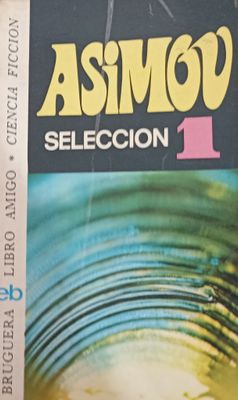 ASiMOV
SELECCION 1
eb BRUGUERA LIBRO AMIGO * CIENCIA FICCION